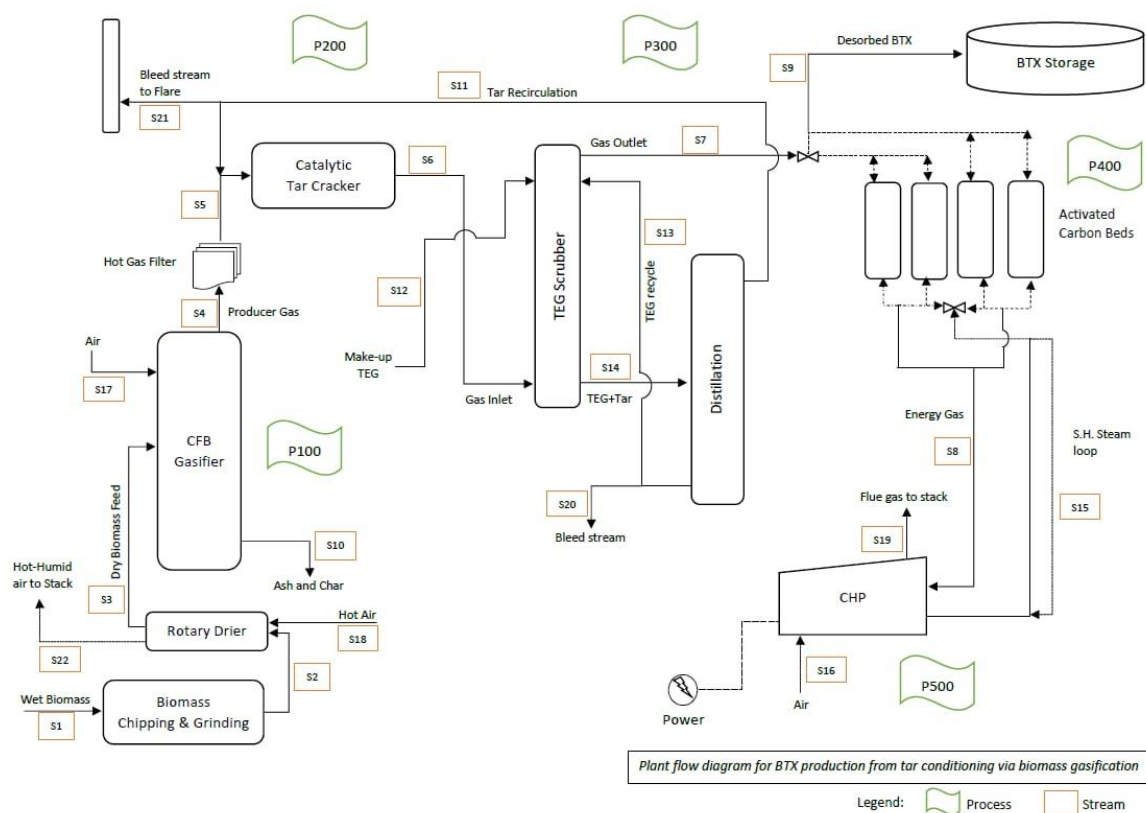 P200
P300
Desorbed BTX
S9
BTX Storage
Bleed stream
to Flare
S21
S11
Tar Recirculation
Catalytic
Tar Cracker
S6
Gas Outlet
S7
P400
S5
Activated
Carbon Beds
Hot Gas Filter
S12
TEG Scrubber
S13
TEG recycle
S4
Producer Gas
Air
S17
Make-up
TEG
S14
Gas Inlet
TEG+Tar
Distillation
Energy Gas
S8
S.H. Steam
loop
S15
CFB
Gasifier
P100
Dry Biomass Feed
S20
Bleed stream
Flue gas to stack
S19
S10
Ash and Char
Hot-Humid
air to Stack
S3
CHP
Rotary Drier
Hot Air
S18
S22
S2
S16
Air
P500
Wet Biomass
S1
Biomass
Chipping & Grinding
Power
Plant flow diagram for BTX production from tar conditioning via biomass gasification
Legend:
Process
Stream